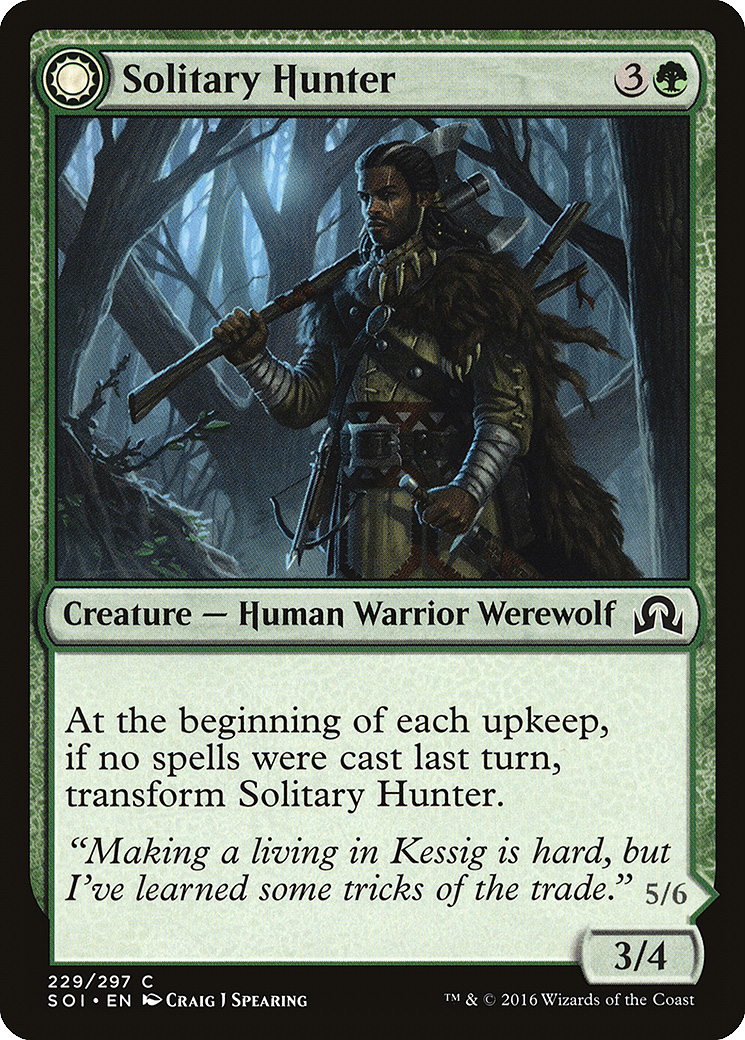 Solitary Hunter 3
Creature — Human Warrior Werewolf
At the beginning of each upkeep,
if no spells were cast last turn,
transform Solitary Hunter.
“Making a living in Kessig is hard, but
I’ve learned some tricks of the trade.” 5/6
3/4
229/297 C
SOI • EN Craig J Spearing
™ & © 2016 Wizards of the Coast